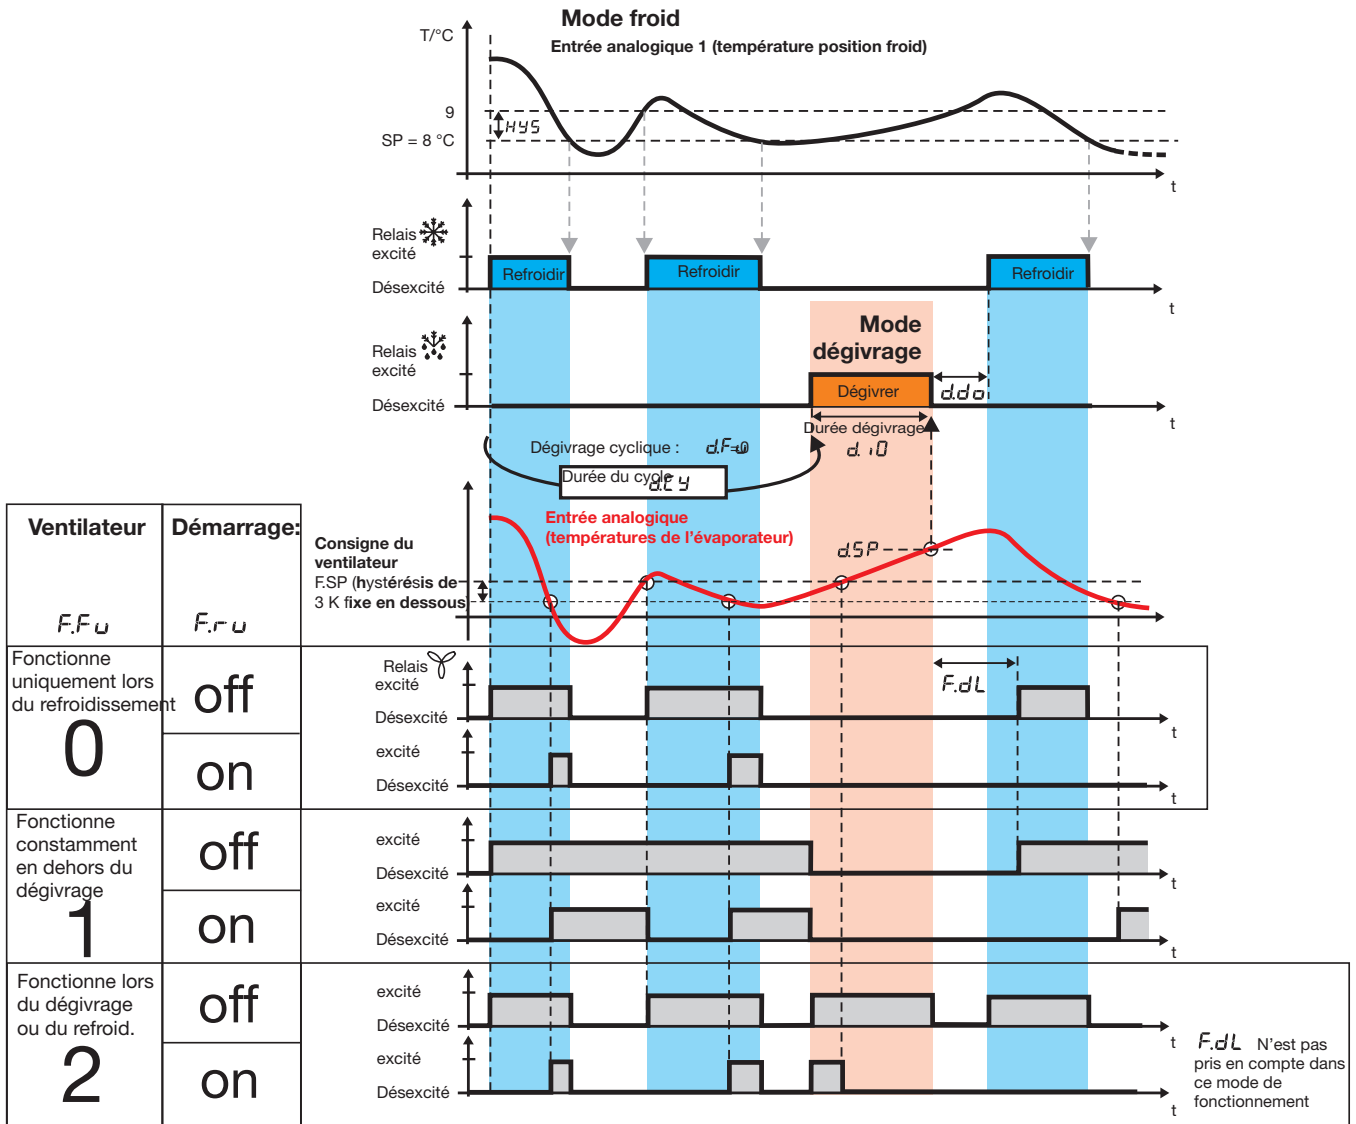 Mode froid
T/°C
Entrée analogique 1 (température position froid)
9
HYS
SP = 8 °C
t
Relais
excité
Refroidir
Refroidir
Refroidir
Désexcité
t
Mode
dégivrage
Relais
excité
Dégivrer
d.do
Désexcité
t
Durée dégivrage
Dégivrage cyclique :
d.i0
Durée du cycle
d.CY
Ventilateur
Démarrage:
Entrée analogique
(températures de l'évaporateur)
Consigne du
ventilateur
F.SP (hystérésis de
3 K fixe en dessous
d.SP
F.Fu
F.ru
Fonctionne
uniquement lors
du refroidissement
0
off
Relais
excité
F.dL
Désexcité
t
on
excité
Désexcité
t
Fonctionne
constamment
en dehors du
dégivrage
1
off
excité
Désexcité
t
on
excité
Désexcité
t
Fonctionne lors
du dégivrage
ou du refroid.
2
off
excité
Désexcité
t
on
excité
Désexcité
t
F.dL N'est pas
pris en compte dans
ce mode de
fonctionnement